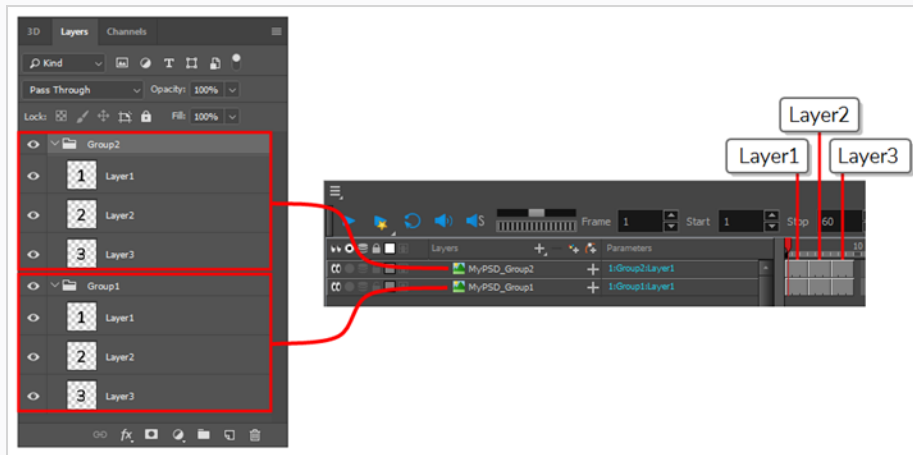 3D Layers Channels
Kind
Pass Through Opacity: 100%
Lock: Fill: 100%
Group2
1 Layer1
2 Layer2
3 Layer3
Group1
1 Layer1
2 Layer2
3 Layer3
fx
Layer2
Layer1 Layer3
S Frame 1 Start 1 Stop 60
Layers Parameters 10
MyPSD_Group2 1:Group2:Layer1
MyPSD_Group1 1:Group1:Layer1